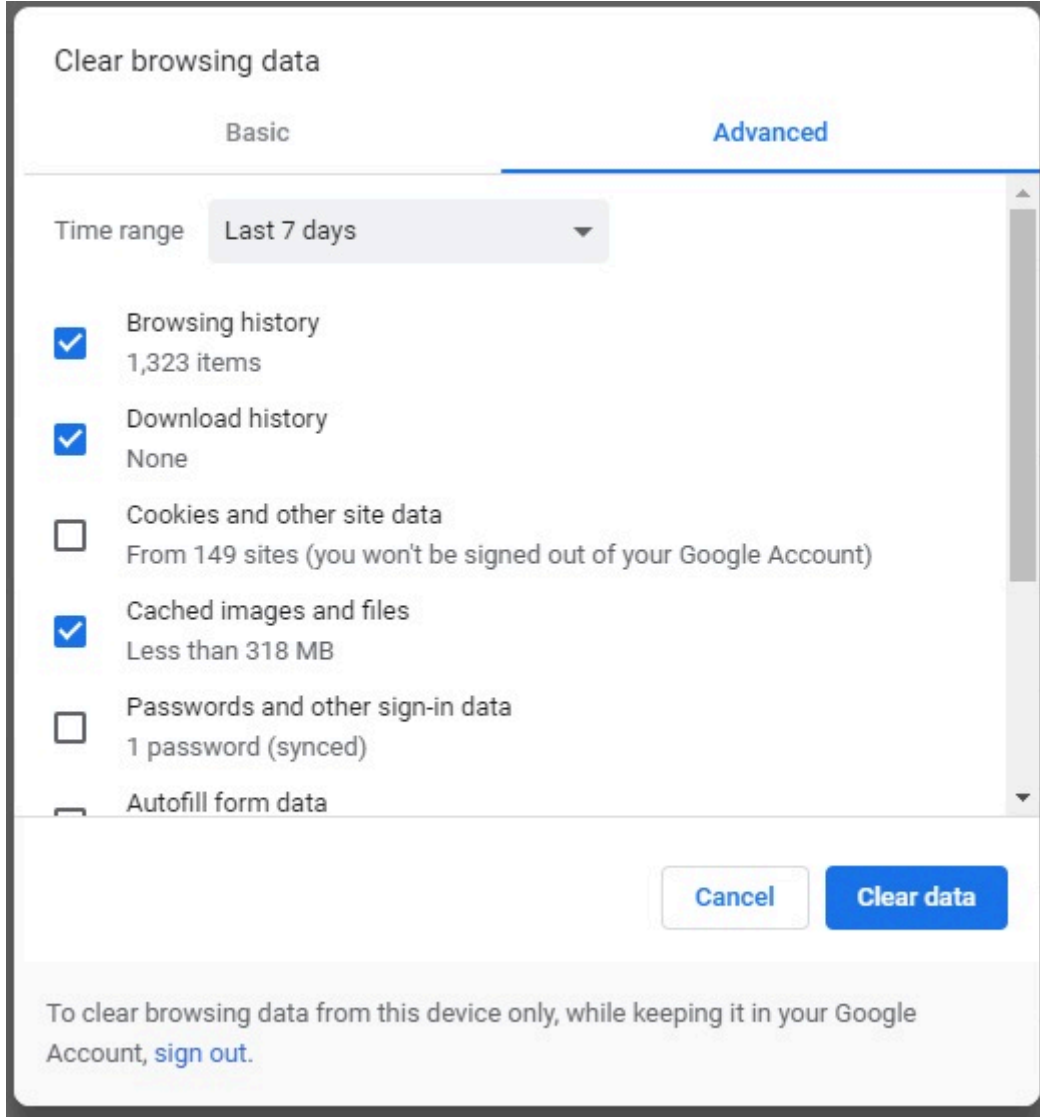 Clear browsing data
Basic
Advanced
Time range
Last 7 days
Browsing history
1,323 items
Download history
None
Cookies and other site data
From 149 sites (you won't be signed out of your Google Account)
Cached images and files
Less than 318 MB
Passwords and other sign-in data
1 password (synced)
Autofill form data
Cancel
Clear data
To clear browsing data from this device only, while keeping it in your Google
Account, sign out.